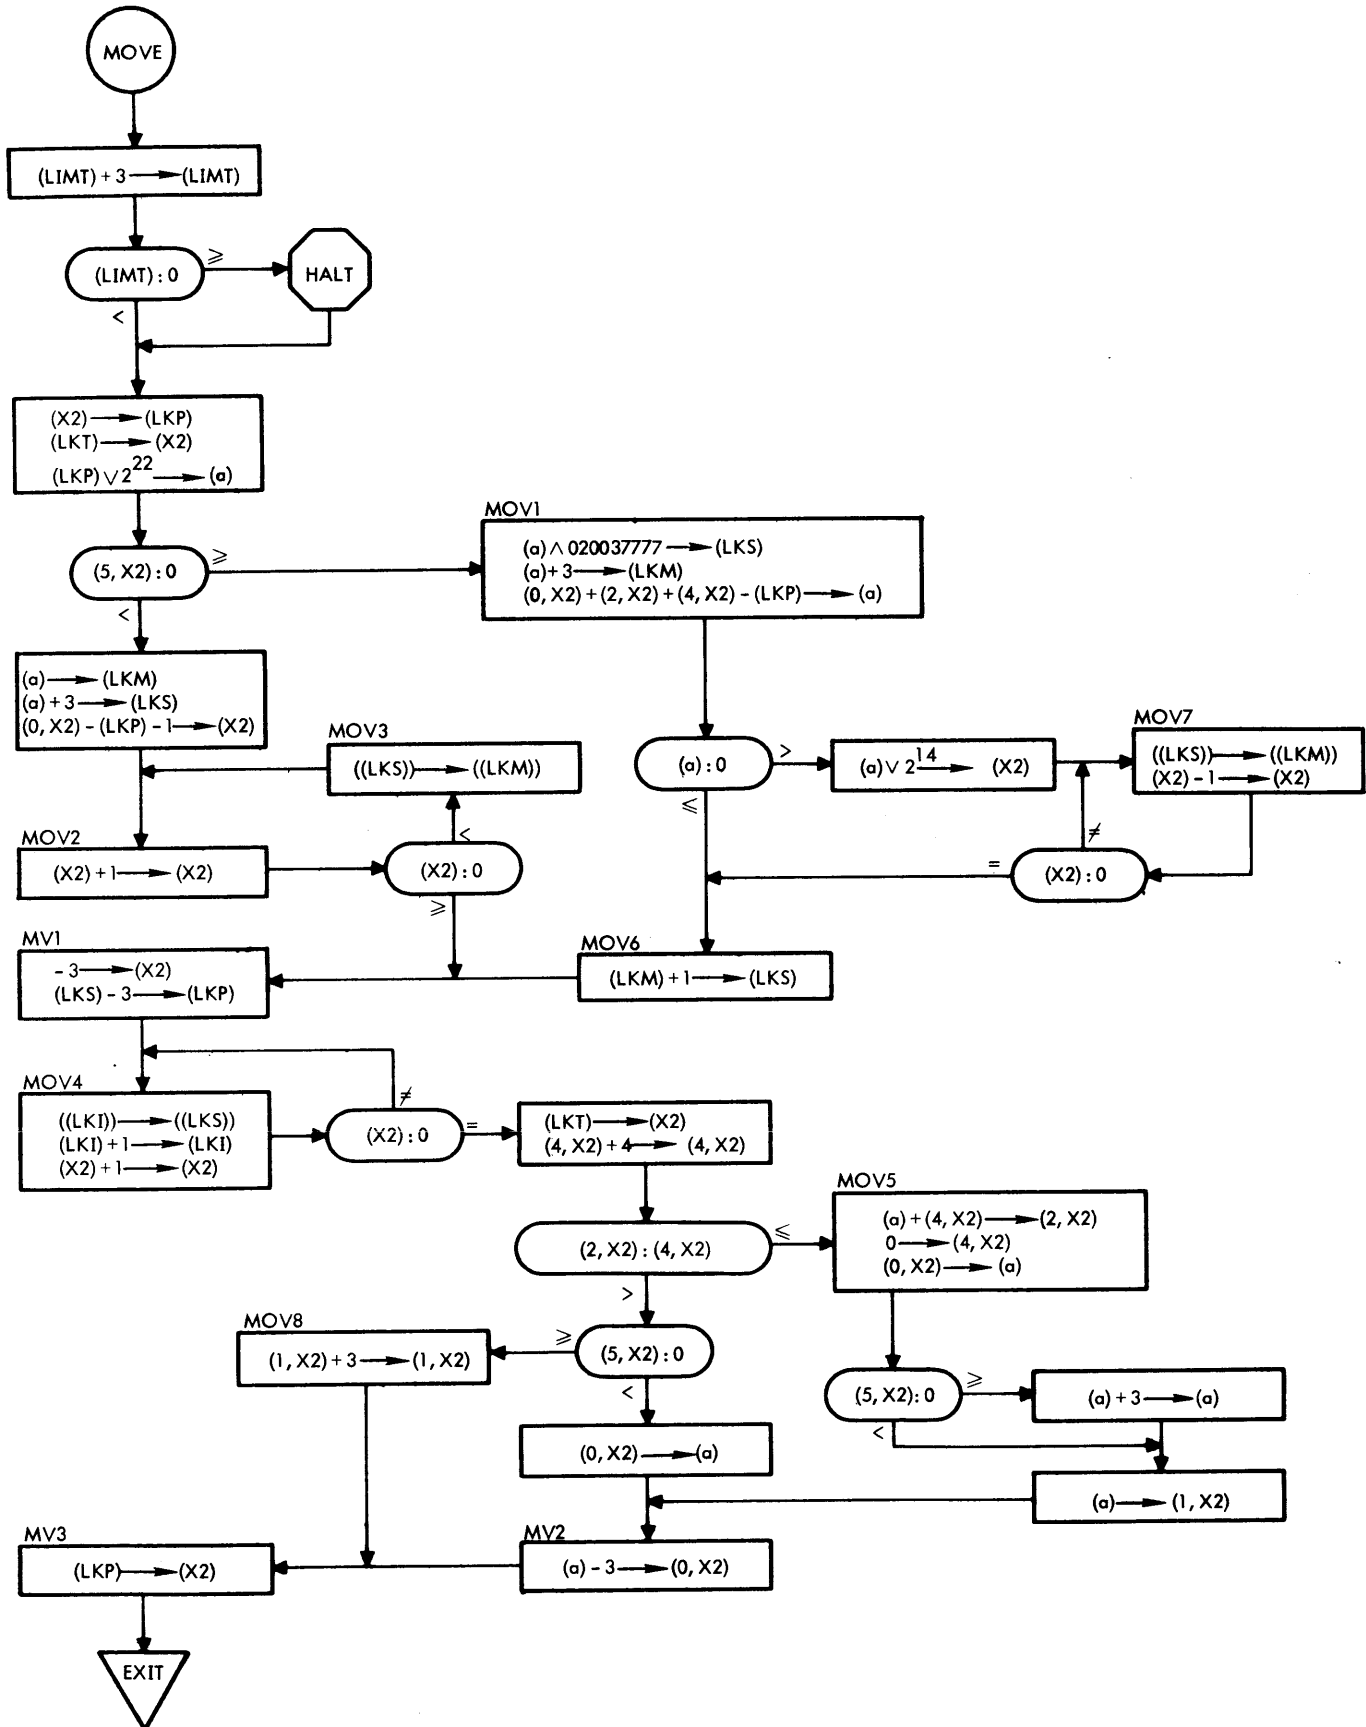 MOVE
(LIMT) + 3 → (LIMT)
(LIMT) : 0
≥
HALT
<
(X2) → (LKP)
(LKT) → (X2)
(LKP) ∨ 2^22 → (a)
(5, X2) : 0
≥
<
MOV1
(a) ∧ 020037777 → (LKS)
(a) + 3 → (LKM)
(0, X2) + (2, X2) + (4, X2) - (LKP) → (a)
(a) → (LKM)
(a) + 3 → (LKS)
(0, X2) - (LKP) - 1 → (X2)
MOV3
((LKS)) → ((LKM))
(a) : 0
>
≤
(a) ∨ 2^14 → (X2)
MOV7
((LKS)) → ((LKM))
(X2) - 1 → (X2)
≠
(X2) : 0
=
MOV2
(X2) + 1 → (X2)
<
(X2) : 0
≥
MV1
- 3 → (X2)
(LKS) - 3 → (LKP)
MOV6
(LKM) + 1 → (LKS)
MOV4
((LKI)) → ((LKS))
(LKI) + 1 → (LKI)
(X2) + 1 → (X2)
≠
(X2) : 0
=
(LKT) → (X2)
(4, X2) + 4 → (4, X2)
(2, X2) : (4, X2)
≤
>
MOV5
(a) + (4, X2) → (2, X2)
0 → (4, X2)
(0, X2) → (a)
MOV8
(1, X2) + 3 → (1, X2)
≥
(5, X2) : 0
<
(5, X2) : 0
≥
<
(a) + 3 → (a)
(0, X2) → (a)
(a) → (1, X2)
MV3
(LKP) → (X2)
MV2
(a) - 3 → (0, X2)
EXIT